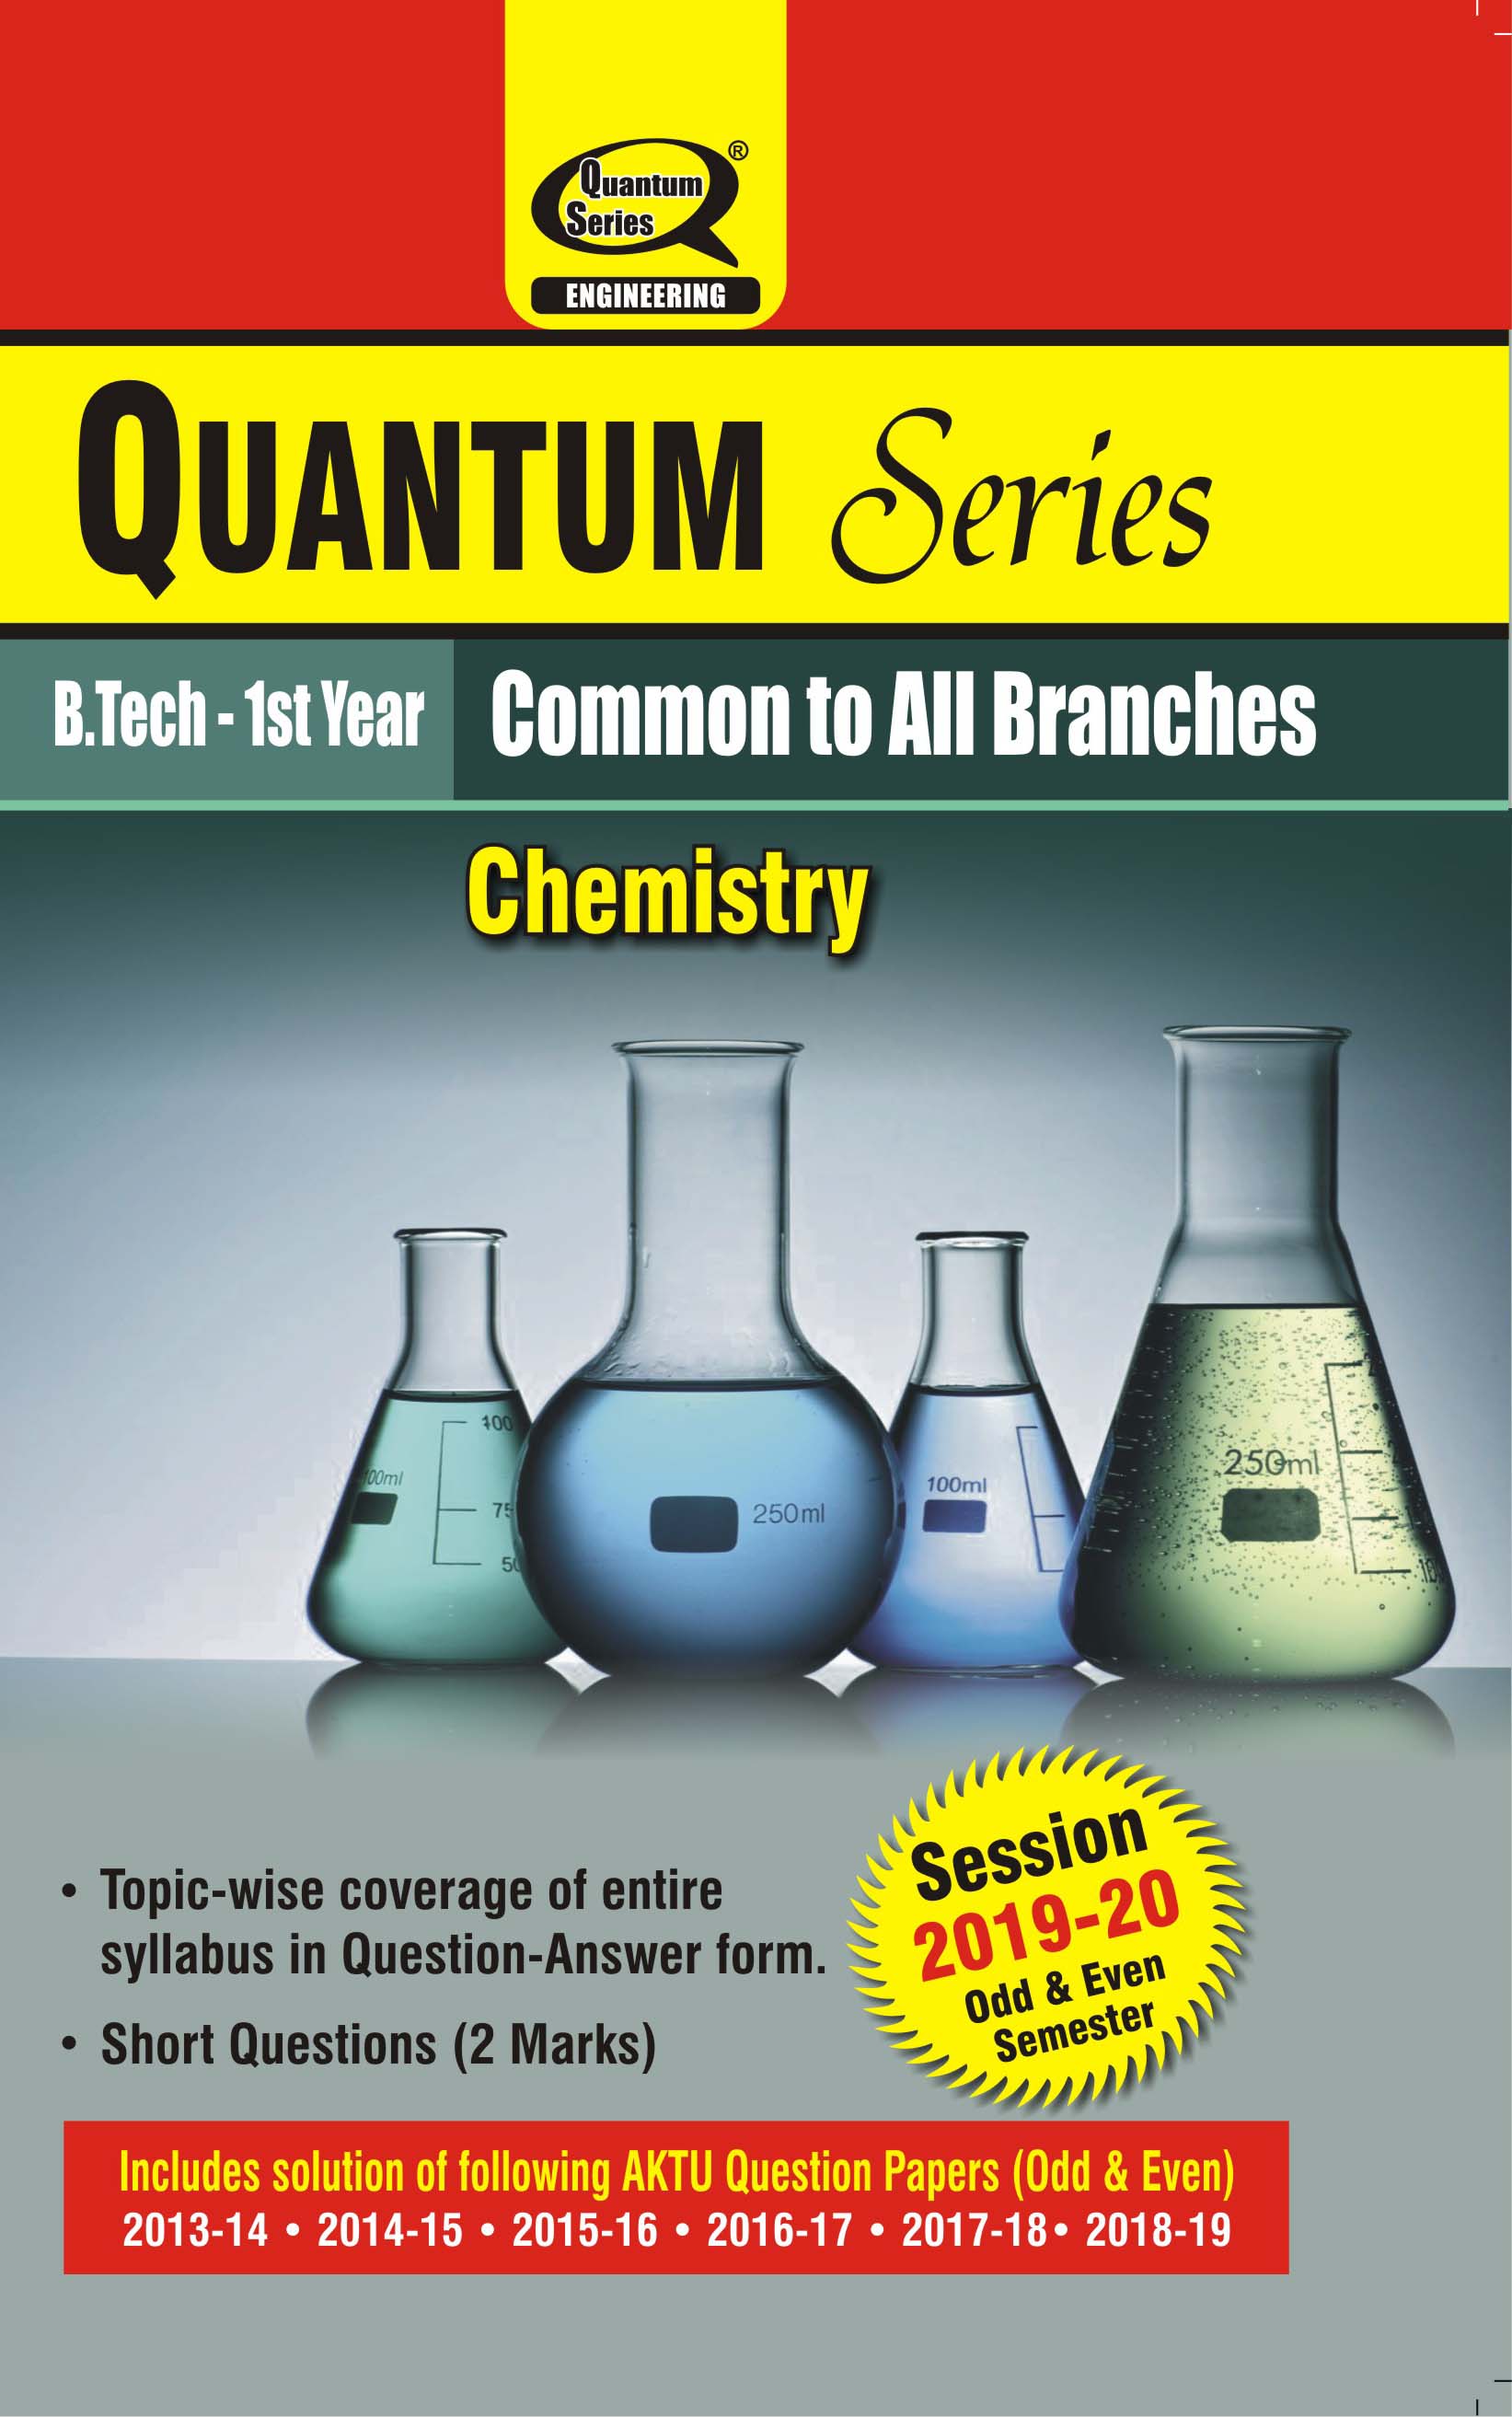 Quantum
Series
®
ENGINEERING
QUANTUM Series
B.Tech - 1st Year Common to All Branches
Chemistry
100
75
100ml
250ml
100ml
250ml
• Topic-wise coverage of entire
syllabus in Question-Answer form.
• Short Questions (2 Marks)
Session
2019-20
Odd & Even
Semester
Includes solution of following AKTU Question Papers (Odd & Even)
2013-14 • 2014-15 • 2015-16 • 2016-17 • 2017-18 • 2018-19